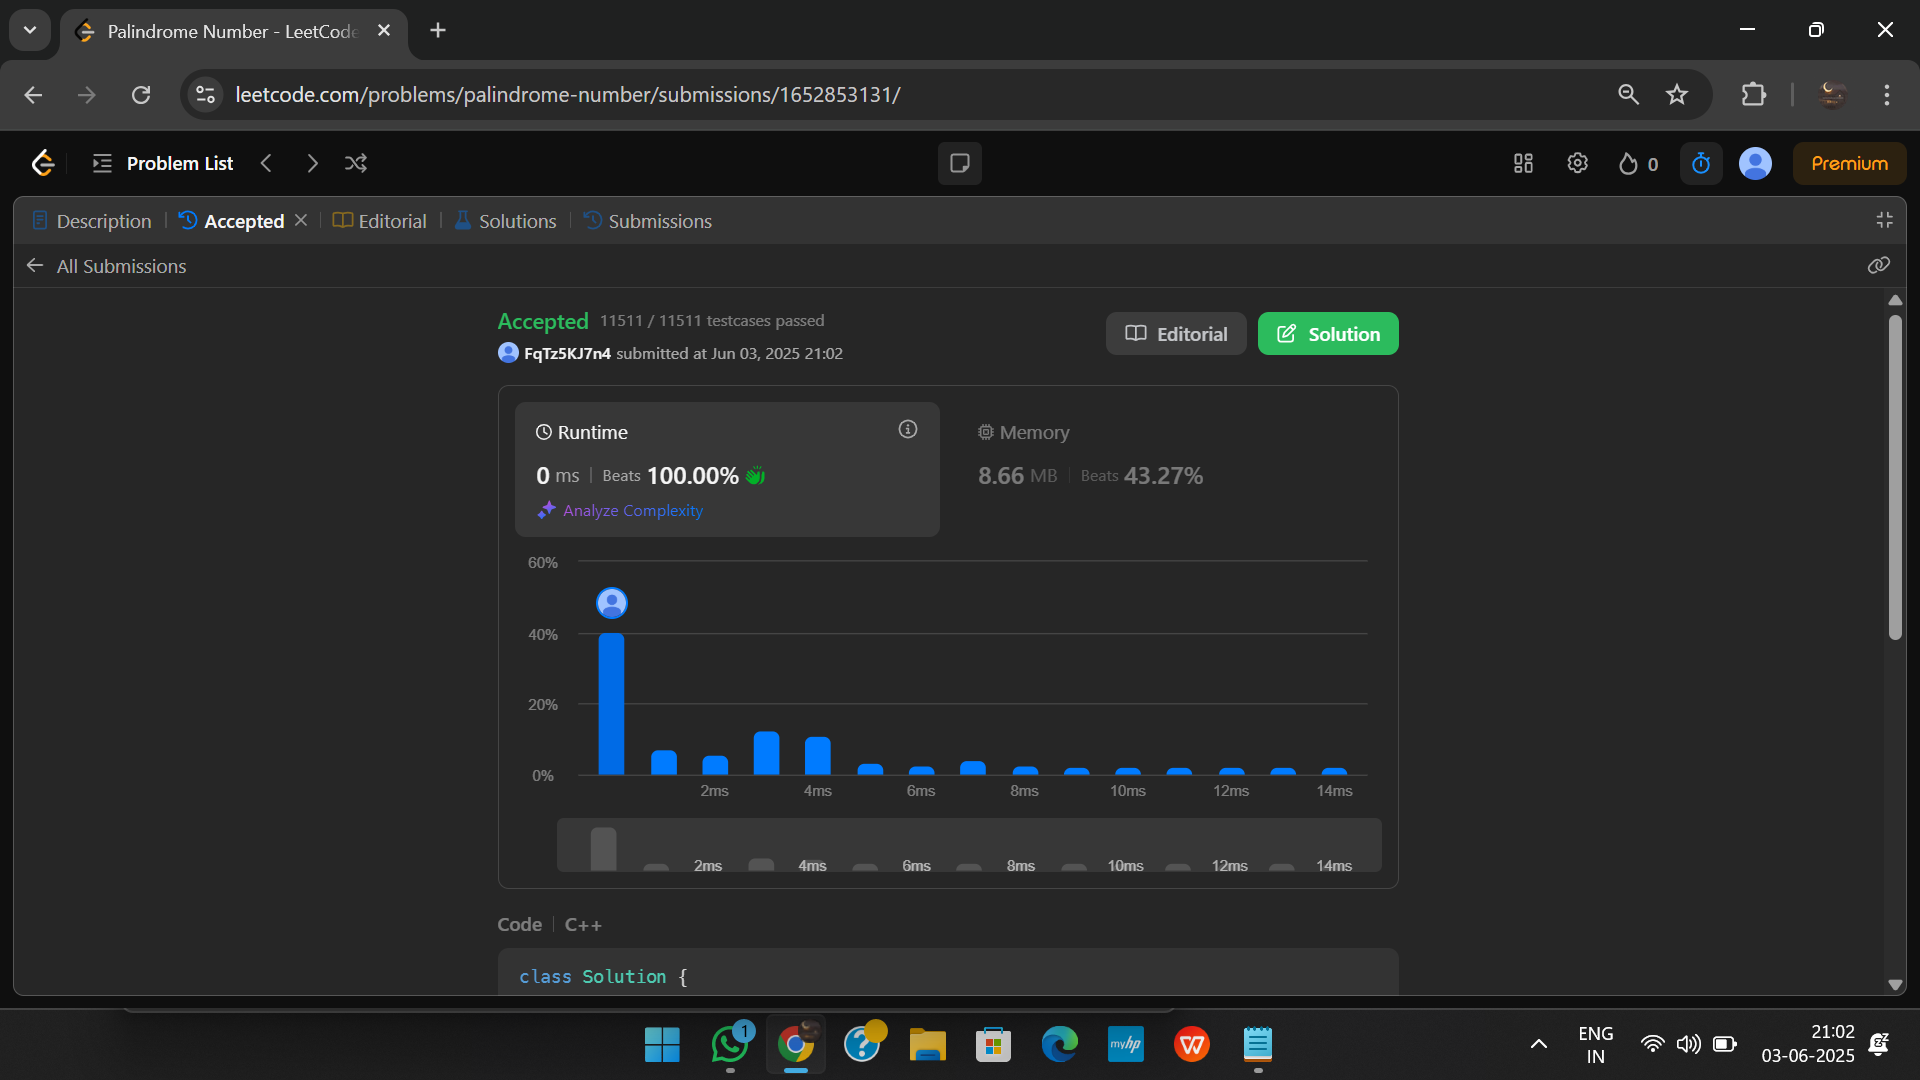 Palindrome Number - LeetCode
leetcode.com/problems/palindrome-number/submissions/1652853131/
Problem List
0
Premium
Description
Accepted
Editorial
Solutions
Submissions
All Submissions
Accepted 11511 / 11511 testcases passed
FqTz5KJ7n4 submitted at Jun 03, 2025 21:02
Editorial
Solution
Runtime
0 ms Beats 100.00%
Analyze Complexity
Memory
8.66 MB Beats 43.27%
60%
40%
20%
0%
2ms 4ms 6ms 8ms 10ms 12ms 14ms
2ms 4ms 6ms 8ms 10ms 12ms 14ms
Code C++
class Solution {
1
myhp
ENG
IN
21:02
03-06-2025